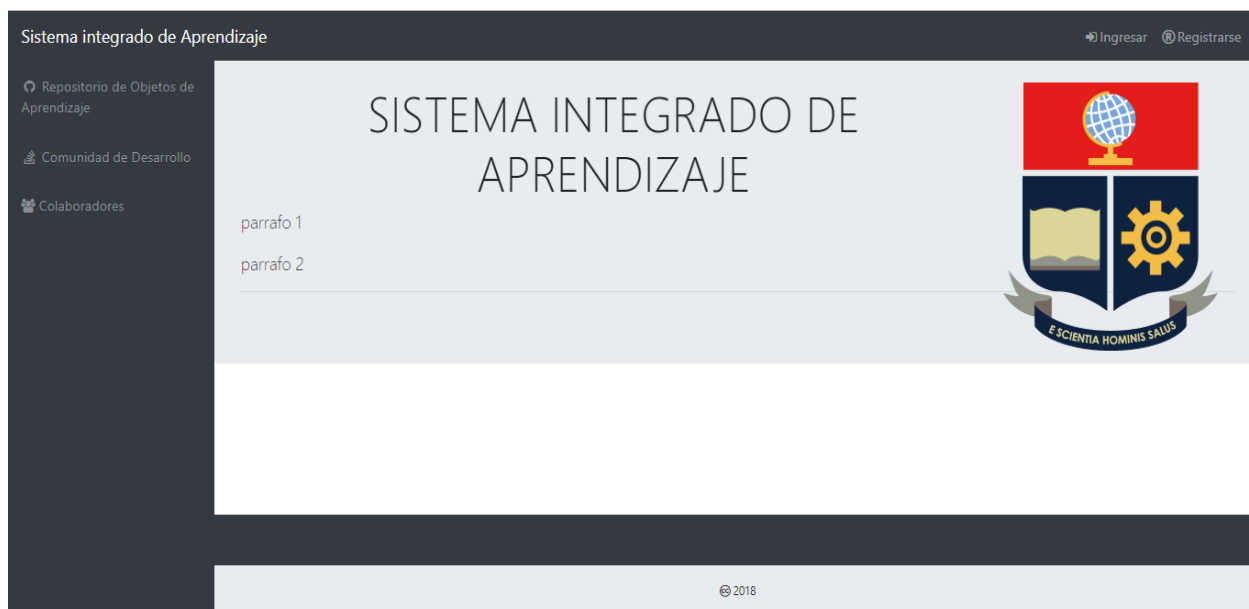 Sistema integrado de Aprendizaje
Ingresar
Registrarse
Repositorio de Objetos de
Aprendizaje
Comunidad de Desarrollo
Colaboradores
SISTEMA INTEGRADO DE
APRENDIZAJE
parrafo 1
parrafo 2
E SCIENTIA HOMINIS SALUS
2018